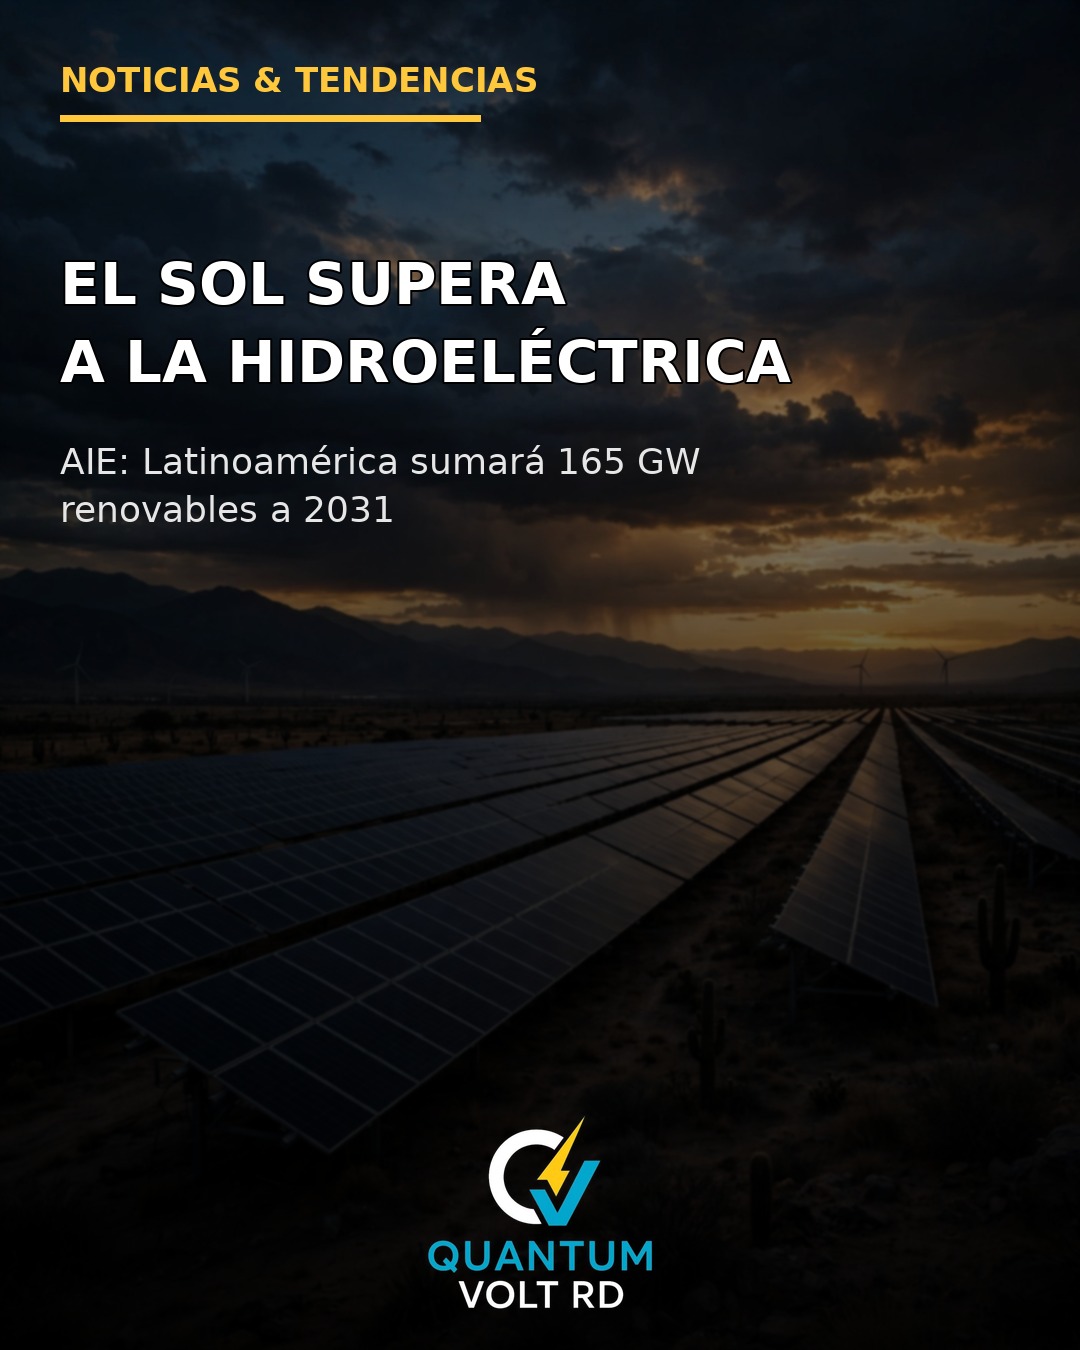 NOTICIAS & TENDENCIAS
EL SOL SUPERA
A LA HIDROELÉCTRICA
AIE: Latinoamérica sumará 165 GW
renovables a 2031
QUANTUM
VOLT RD